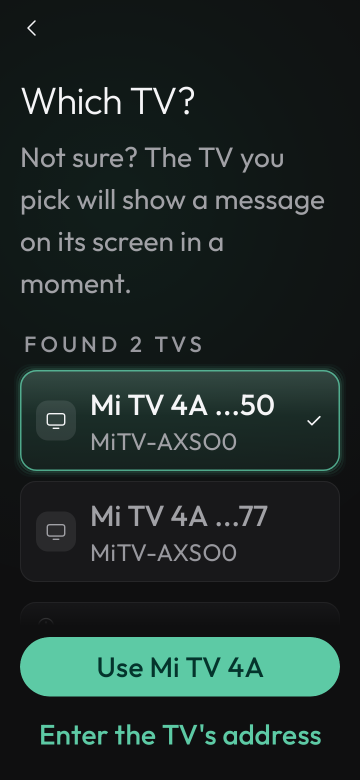 Which TV?
Not sure? The TV you
pick will show a message
on its screen in a
moment.
FOUND 2 TVS
Mi TV 4A ...50
MiTV-AXSO0
Mi TV 4A ...77
MiTV-AXSO0
Use Mi TV 4A
Enter the TV's address